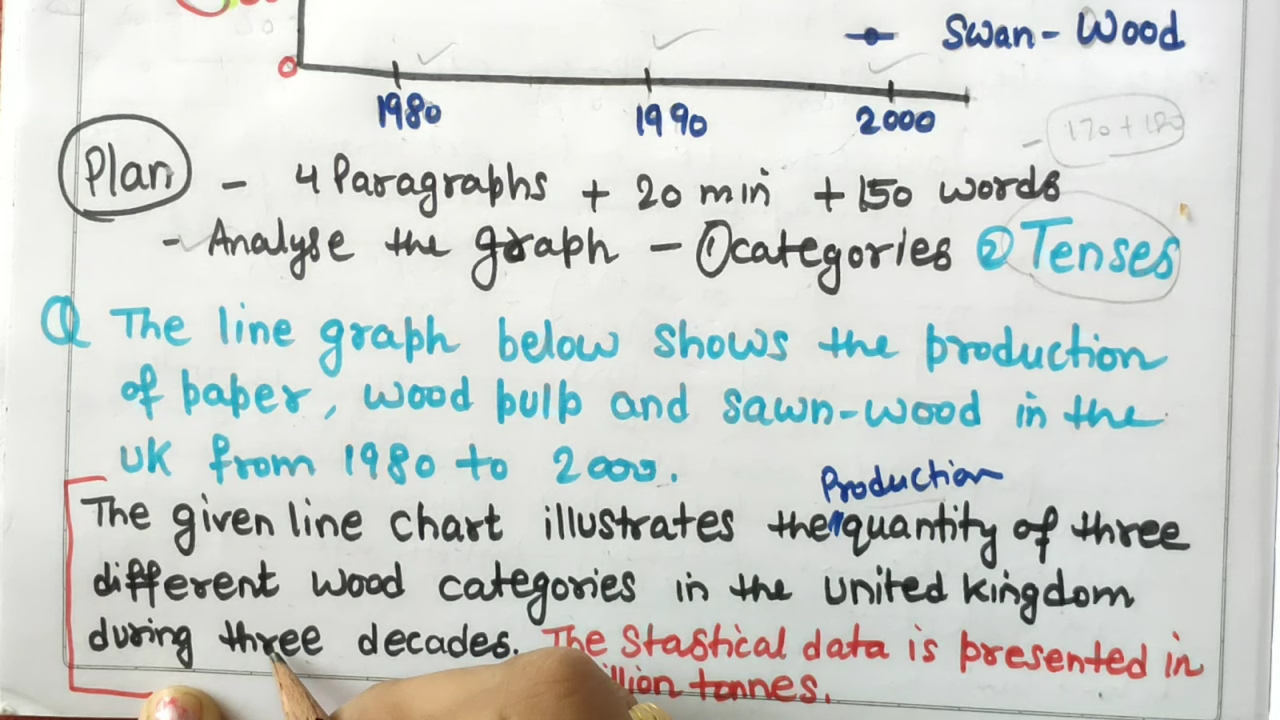 Swan-Wood
1980 1990 2000
170+180
Plan - 4 Paragraphs + 20 min + 150 words
- Analyse the graph - ① categories ② Tenses
Q The line graph below shows the production
of paper, wood pulp and sawn-wood in the
UK from 1980 to 2000.
Production
The given line chart illustrates the quantity of three
different wood categories in the united kingdom
during three decades. The Stastical data is presented in
llion tonnes.